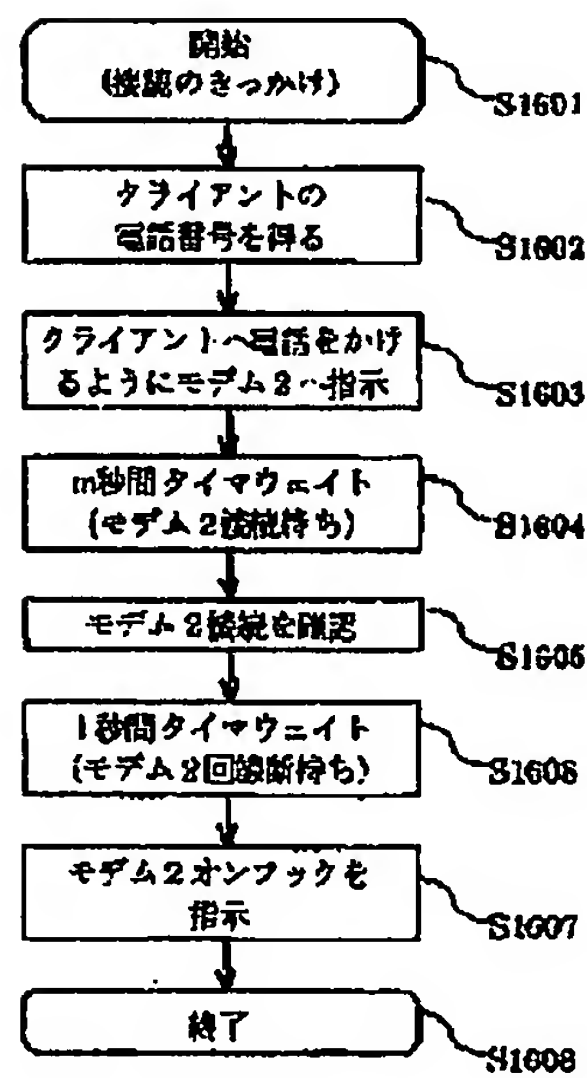 開始
(接続のきっかけ)
S1601
クライアントの
電話番号を得る
S1602
クライアントへ電話をかけ
るようにモデム2へ指示
S1603
m秒間タイマウェイト
(モデム2接続待ち)
S1604
モデム2接続を確認
S1605
l秒間タイマウェイト
(モデム2回線断待ち)
S1606
モデム2オンフックを
指示
S1607
終了
S1608